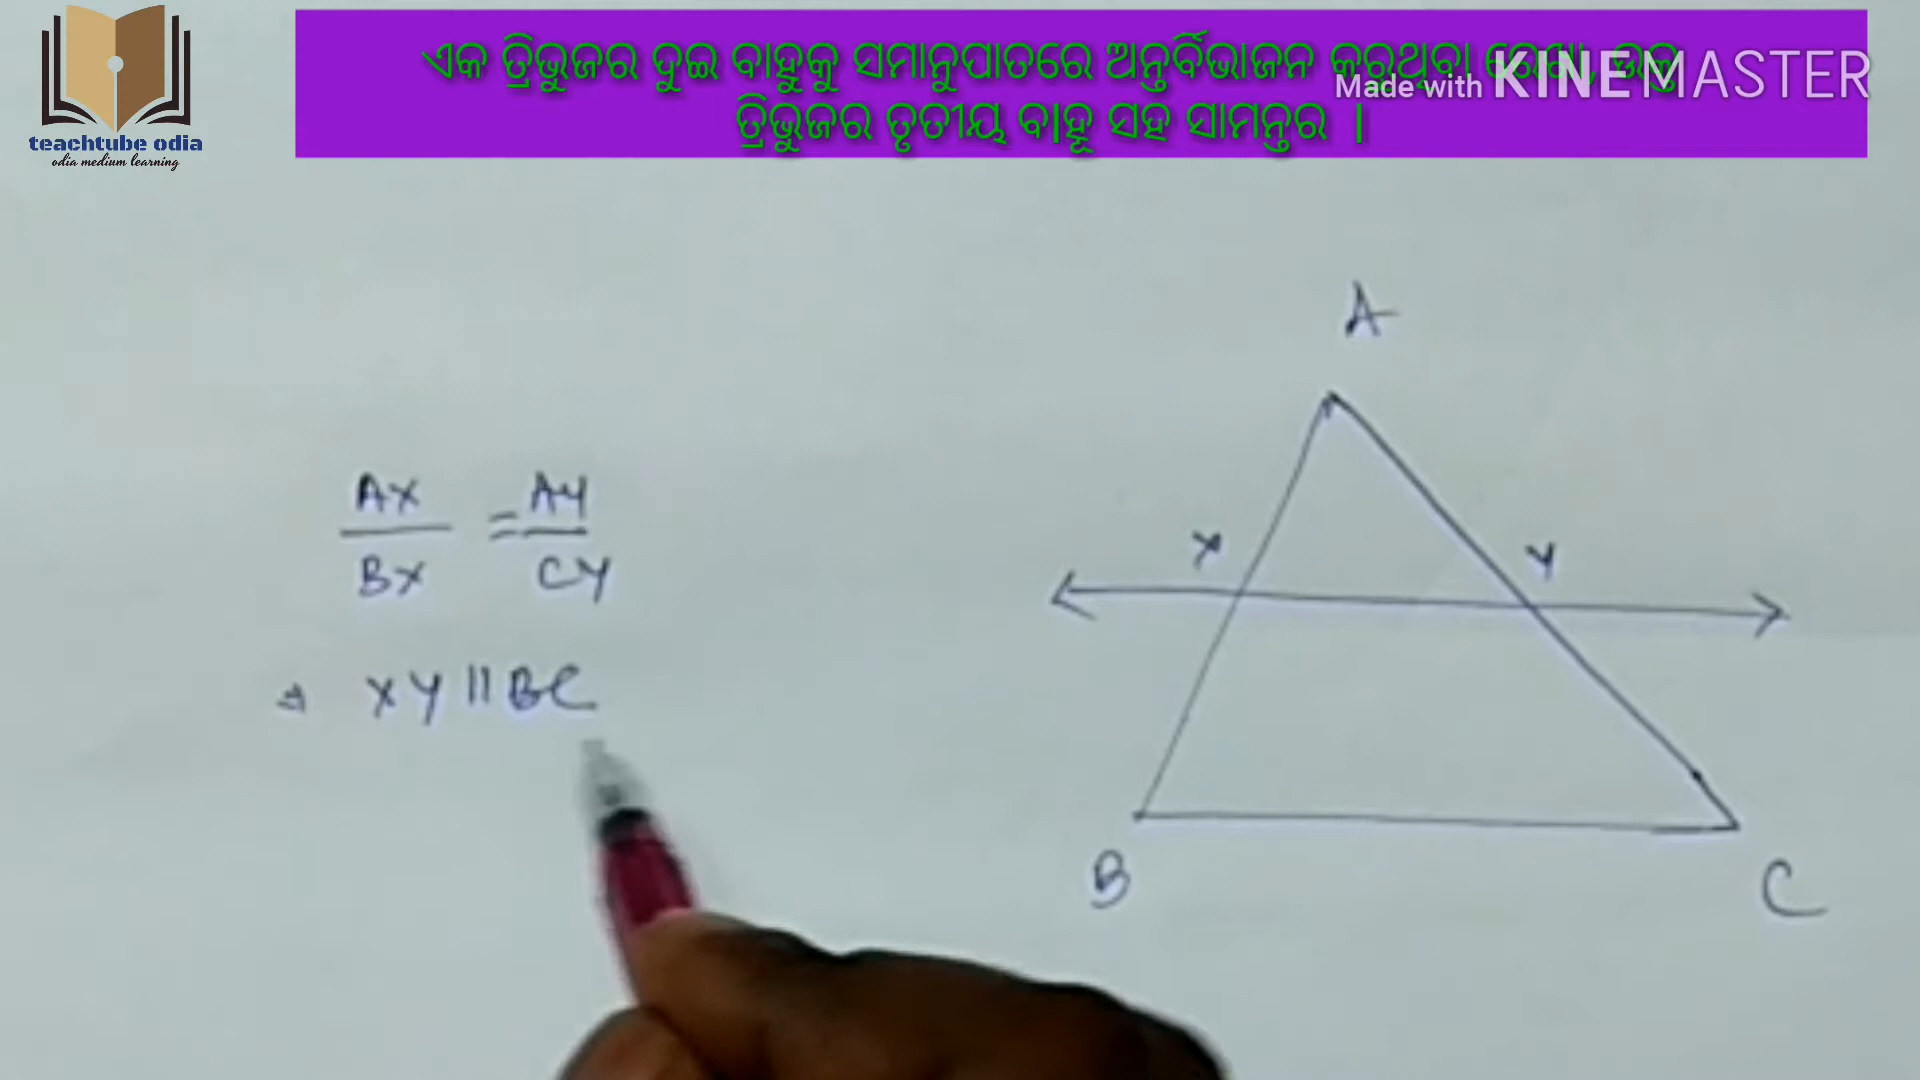 teachtube odia
odia medium learning
ଏକ ତ୍ରିଭୁଜର ଦୁଇ ବାହୁକୁ ସମାନୁପାତରେ ଅନ୍ତର୍ବିଭାଜନ କରୁଥିବା
ତ୍ରିଭୁଜର ତୃତୀୟ ବାହୂ ସହ ସାମନ୍ତର ।
Made with KINEMASTER
A
AX = AY
BX CY
X Y
XY || BC
B C